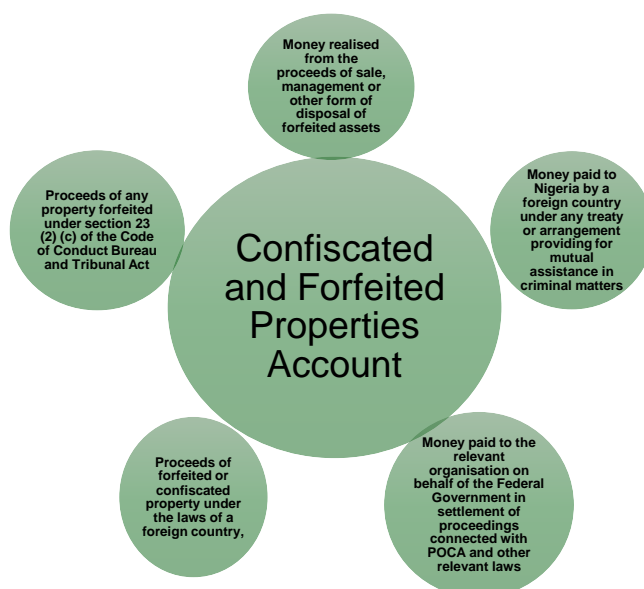 Money realised
from the
proceeds of sale,
management or
other form of
disposal of
forfeited assets
Proceeds of any
property forfeited
under section 23
(2) (c) of the Code
of Conduct Bureau
and Tribunal Act
Money paid to
Nigeria by a
foreign country
under any treaty
or arrangement
providing for
mutual
assistance in
criminal matters
Confiscated
and Forfeited
Properties
Account
Proceeds of
forfeited or
confiscated
property under
the laws of a
foreign country,
Money paid to the
relevant
organisation on
behalf of the Federal
Government in
settlement of
proceedings
connected with
POCA and other
relevant laws